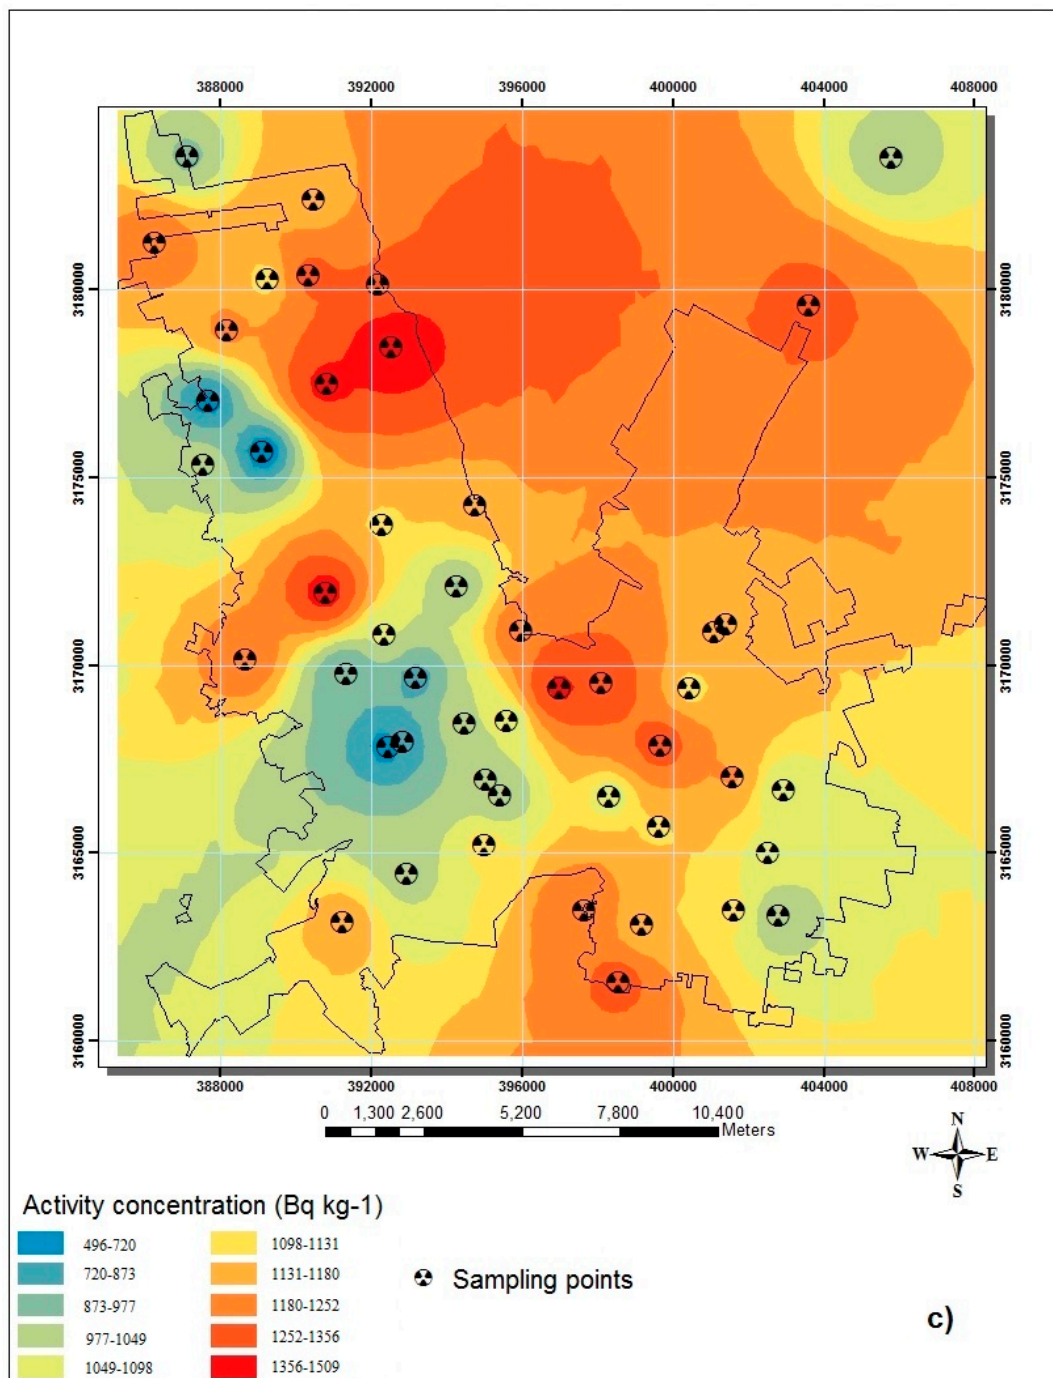 388000 392000 396000 400000 404000 408000
3180000 3180000
3175000 3175000
3170000 3170000
3165000 3165000
3160000 3160000
388000 392000 396000 400000 404000 408000
0 1,300 2,600 5,200 7,800 10,400
Meters
N
W E
S
Activity concentration (Bq kg-1)
496-720 1098-1131
720-873 1131-1180
873-977 1180-1252
977-1049 1252-1356
1049-1098 1356-1509
Sampling points
c)